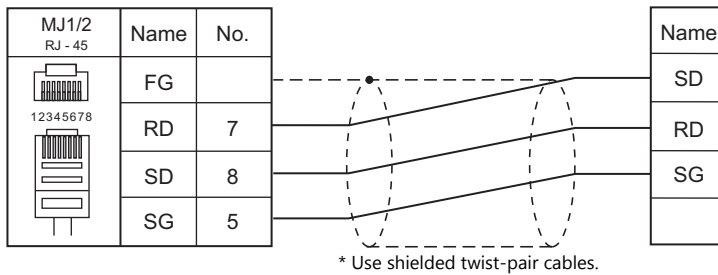 MJ1/2 Name No. Name
RJ - 45
FG SD
12345678
RD 7 RD
SD 8 SG
SG 5
* Use shielded twist-pair cables.